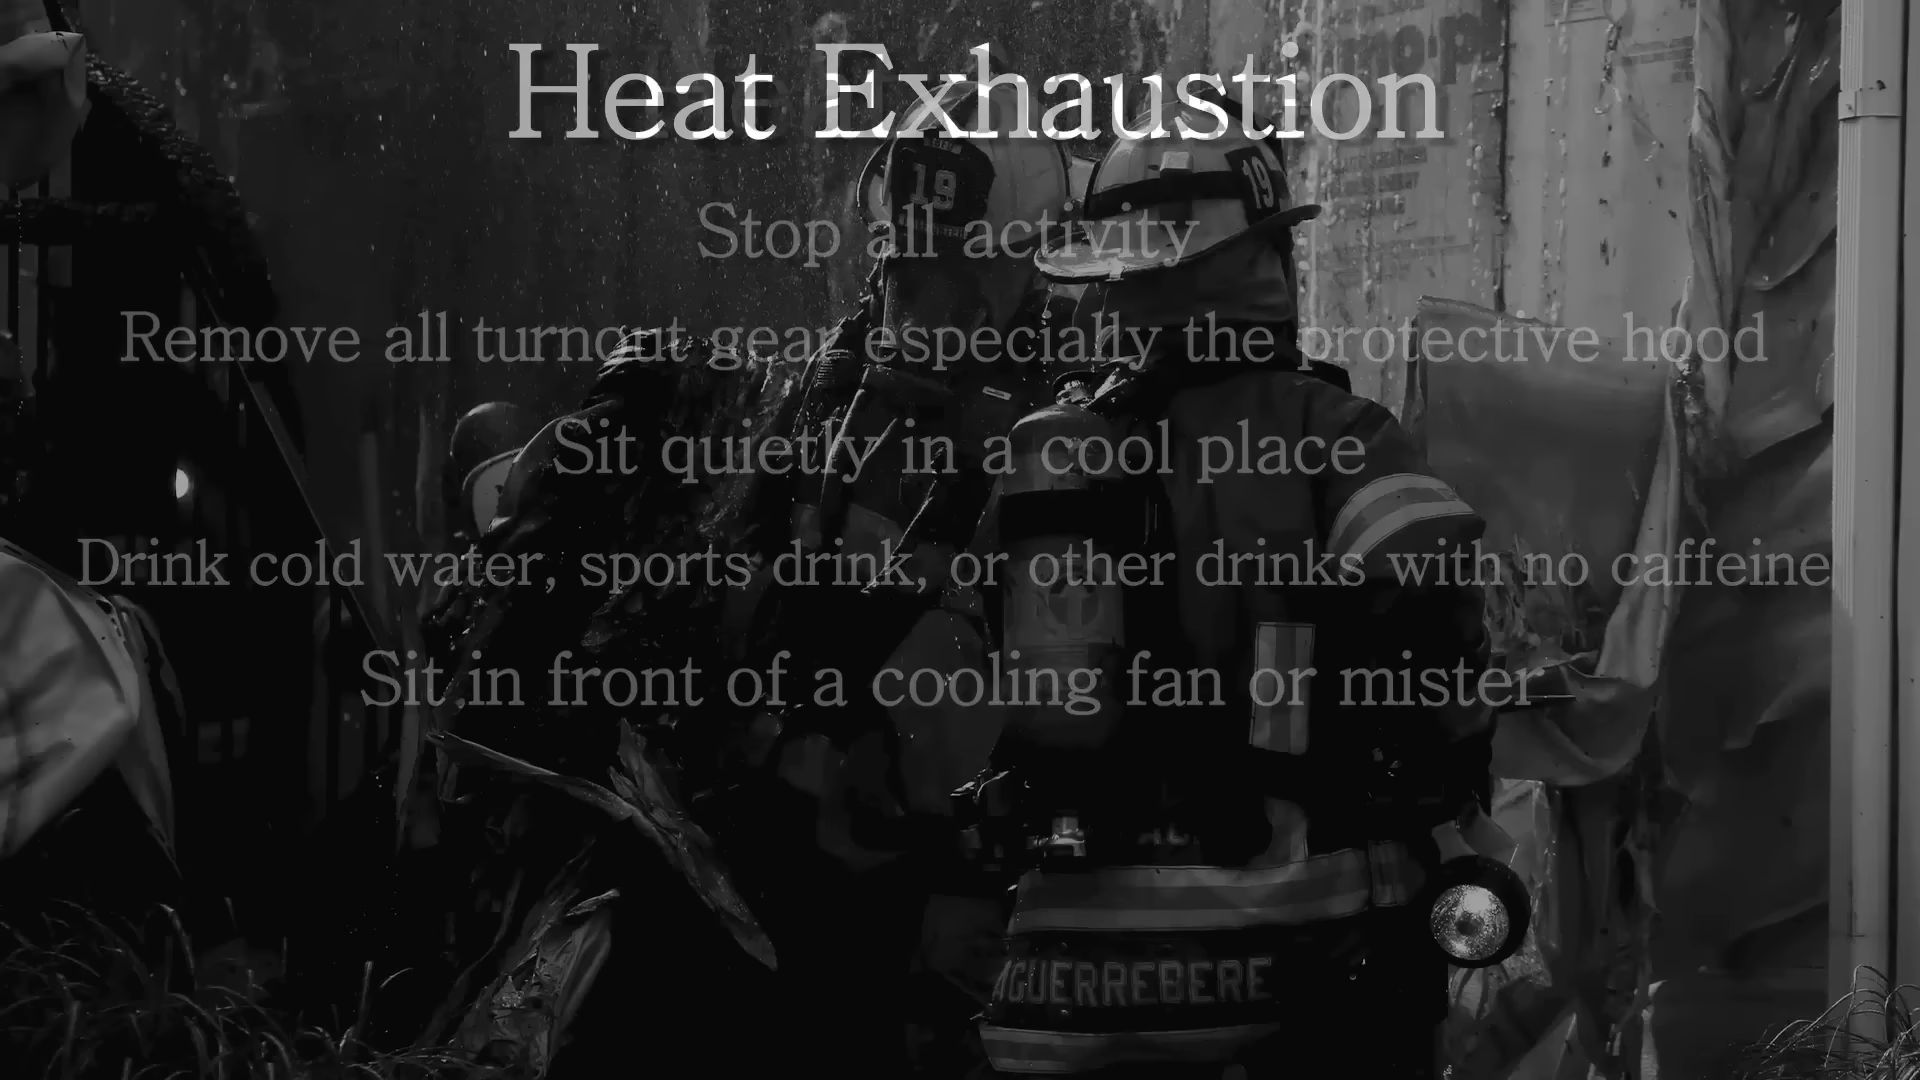 Heat Exhaustion
19
19
Stop all activity
Remove all turnout gear especially the protective hood
Sit quietly in a cool place
Drink cold water, sports drink, or other drinks with no caffeine
Sit in front of a cooling fan or mister
AGUERREBERE